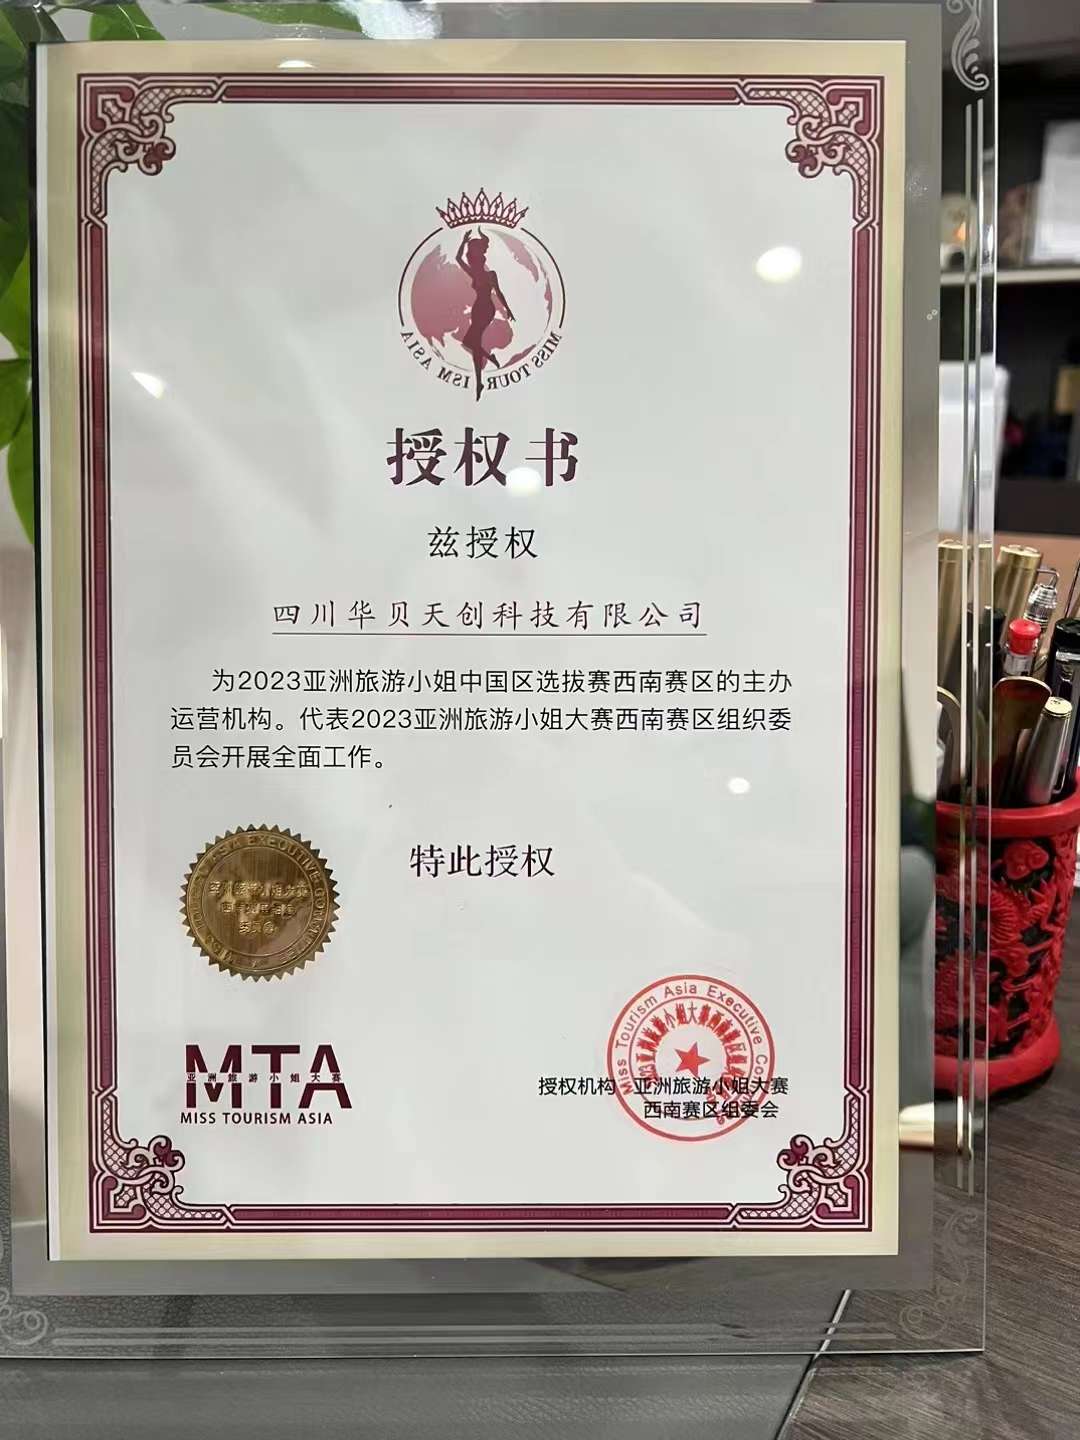 MISS TOURISM ASIA
授权书
兹授权
四川华贝天创科技有限公司
为2023亚洲旅游小姐中国区选拔赛西南赛区的主办
运营机构。代表2023亚洲旅游小姐大赛西南赛区组织委
员会开展全面工作。
特此授权
MTA
亚洲旅游小姐大赛
MISS TOURISM ASIA
Miss Tourism Asia Executive
授权机构 亚洲旅游小姐大赛
西南赛区组委会